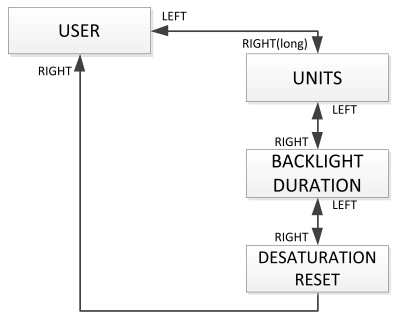 USER
LEFT
RIGHT(long)
RIGHT
UNITS
LEFT
RIGHT
BACKLIGHT
DURATION
LEFT
RIGHT
DESATURATION
RESET